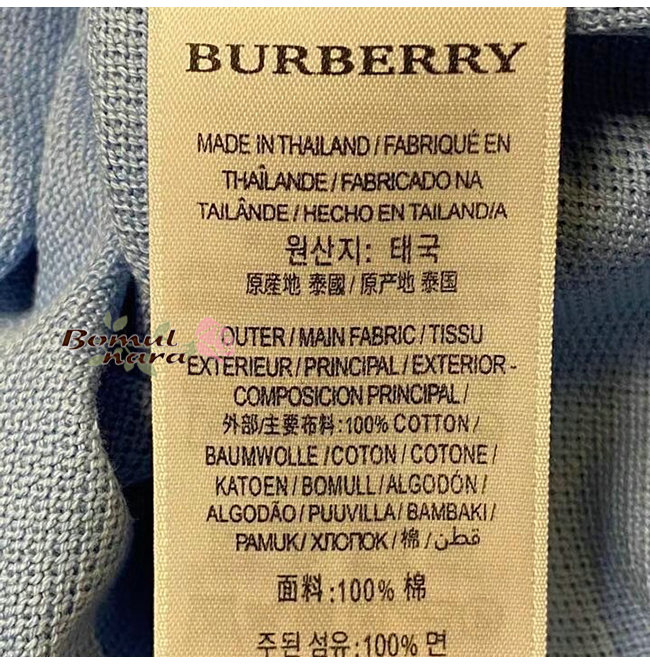 BURBERRY
MADE IN THAILAND / FABRIQUÉ EN
THAÎLANDE / FABRICADO NA
TAILÂNDE / HECHO EN TAILAND/A
원산지: 태국
原産地 泰國 / 原产地 泰国
Bomul
nara
OUTER / MAIN FABRIC / TISSU
EXTERIEUR / PRINCIPAL / EXTERIOR -
COMPOSICION PRINCIPAL /
外部/主要布料:100% COTTON /
BAUMWOLLE /COTON / COTONE /
KATOEN / BOMULL / ALGODÓN /
ALGODÃO / PUUVILLA / BAMBAKI /
PAMUK/ ХЛОПОК / 棉 / قطن
面料:100% 棉
주된 섬유:100% 면